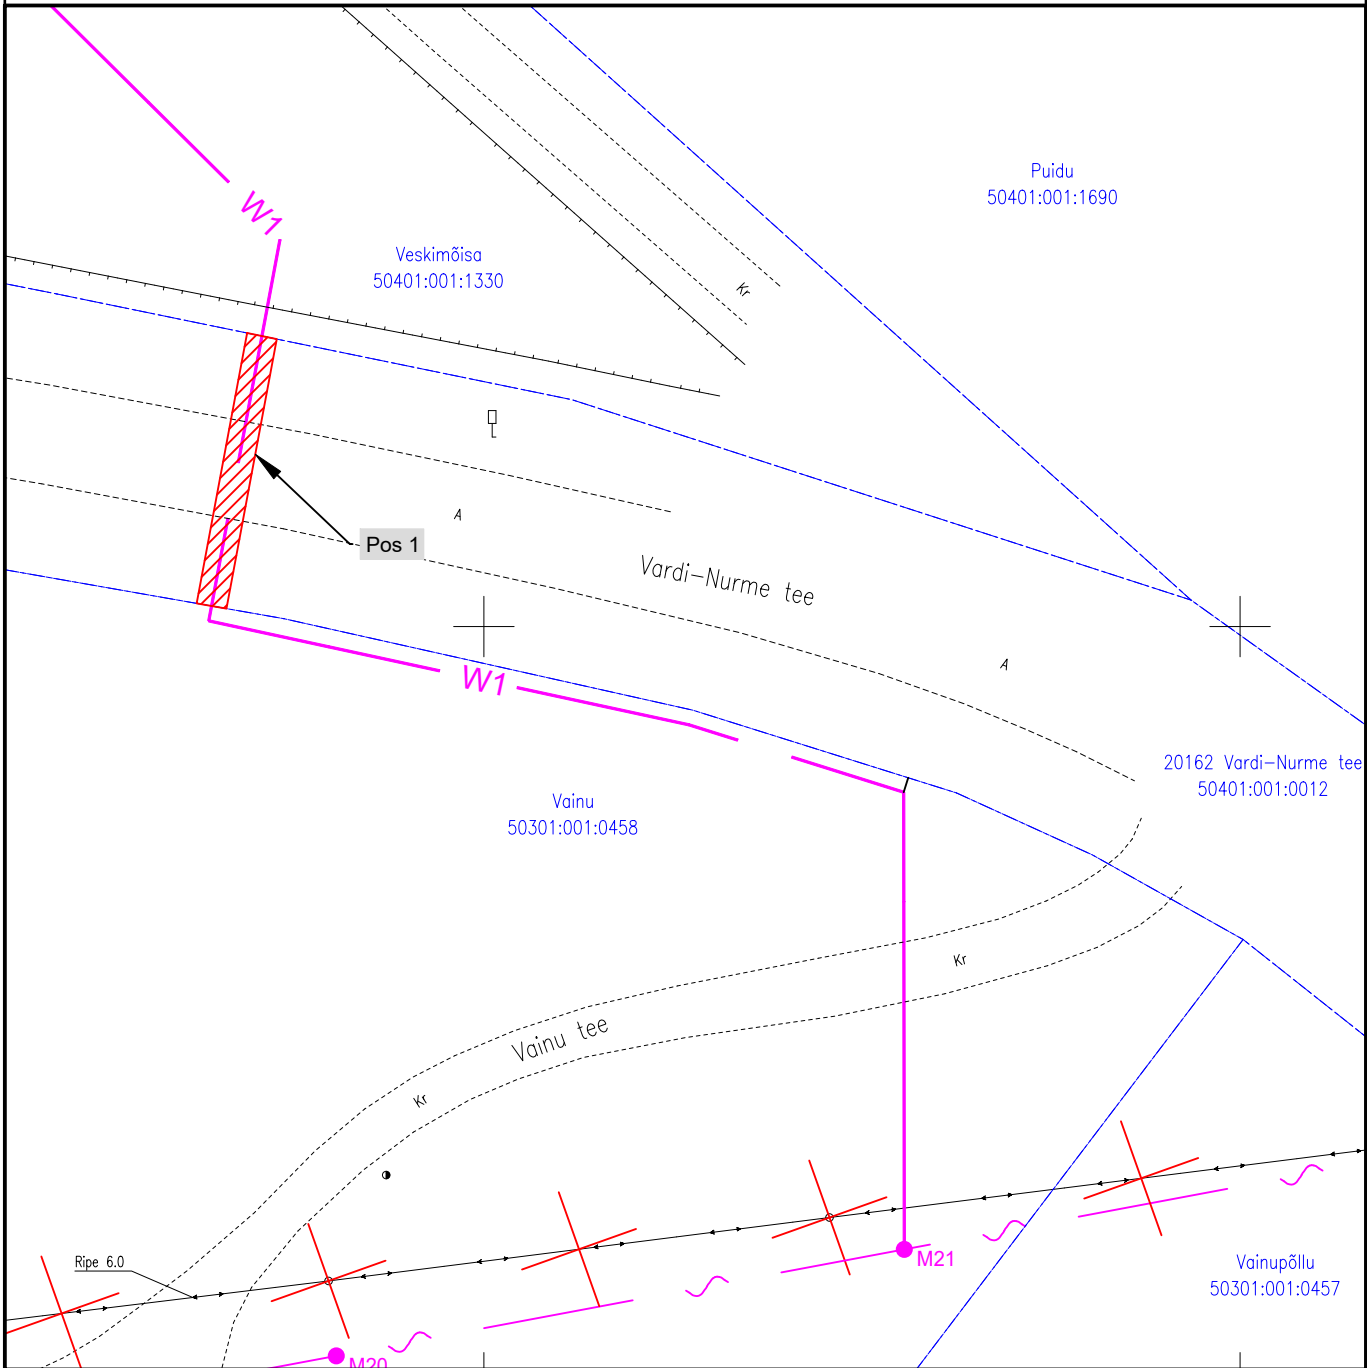 Puidu
50401:001:1690
W1
Veskimõisa
50401:001:1330
Kr
A
Pos 1
Vardi-Nurme tee
A
W1
20162 Vardi-Nurme tee
50401:001:0012
Vainu
50301:001:0458
Kr
Vainu tee
Kr
Ripe 6.0
M21
Vainupõllu
50301:001:0457
M20